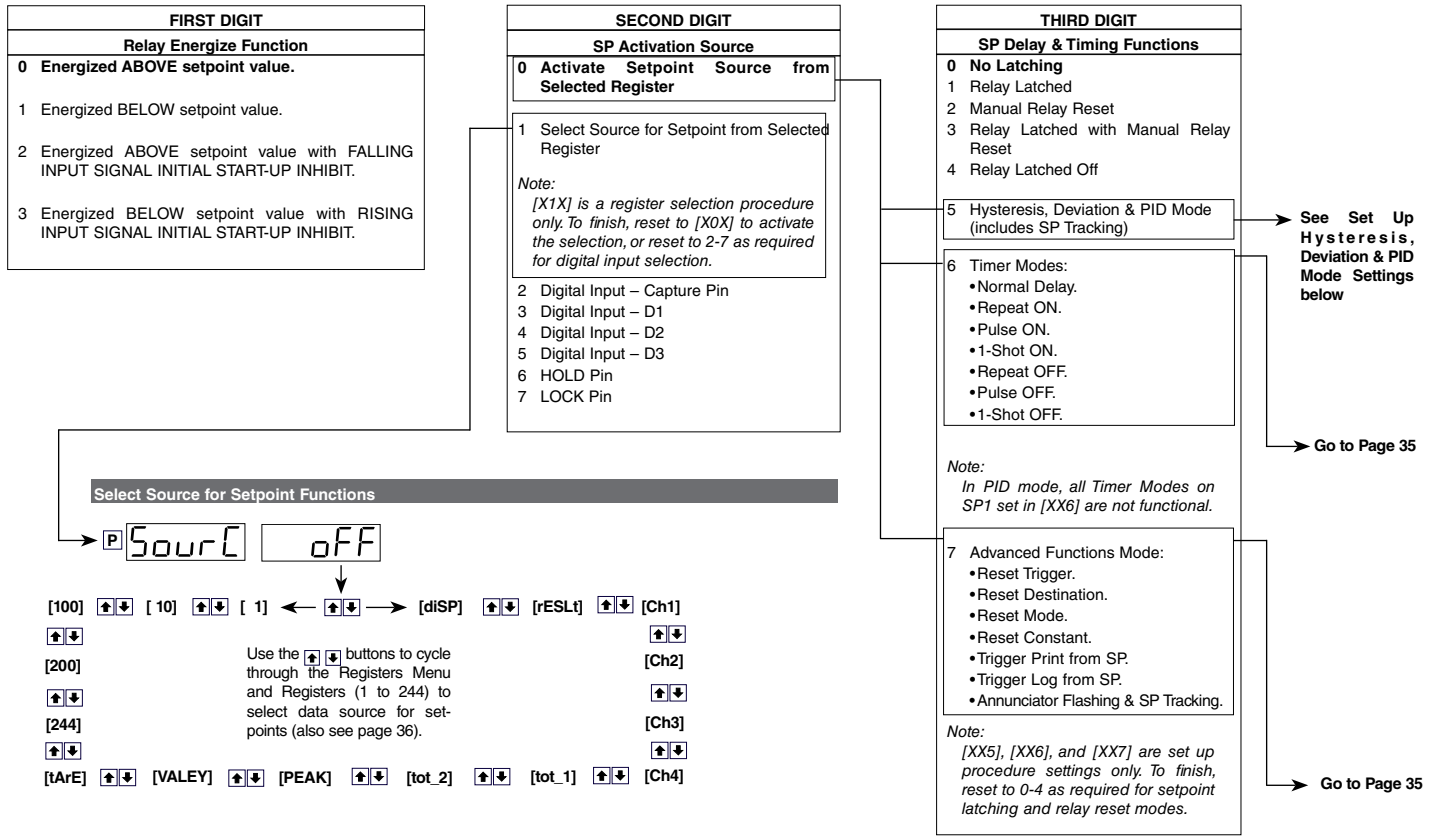 FIRST DIGIT
Relay Energize Function
0 Energized ABOVE setpoint value.
1 Energized BELOW setpoint value.
2 Energized ABOVE setpoint value with FALLING
INPUT SIGNAL INITIAL START-UP INHIBIT.
3 Energized BELOW setpoint value with RISING
INPUT SIGNAL INITIAL START-UP INHIBIT.
SECOND DIGIT
SP Activation Source
0 Activate Setpoint Source from
Selected Register
1 Select Source for Setpoint from Selected
Register
Note:
[X1X] is a register selection procedure
only. To finish, reset to [X0X] to activate
the selection, or reset to 2-7 as required
for digital input selection.
2 Digital Input – Capture Pin
3 Digital Input – D1
4 Digital Input – D2
5 Digital Input – D3
6 HOLD Pin
7 LOCK Pin
THIRD DIGIT
SP Delay & Timing Functions
0 No Latching
1 Relay Latched
2 Manual Relay Reset
3 Relay Latched with Manual Relay
Reset
4 Relay Latched Off
5 Hysteresis, Deviation & PID Mode
(includes SP Tracking)
See Set Up
Hysteresis,
Deviation & PID
Mode Settings
below
6 Timer Modes:
•Normal Delay.
•Repeat ON.
•Pulse ON.
•1-Shot ON.
•Repeat OFF.
•Pulse OFF.
•1-Shot OFF.
Go to Page 35
Note:
In PID mode, all Timer Modes on
SP1 set in [XX6] are not functional.
7 Advanced Functions Mode:
•Reset Trigger.
•Reset Destination.
•Reset Mode.
•Reset Constant.
•Trigger Print from SP.
•Trigger Log from SP.
•Annunciator Flashing & SP Tracking.
Note:
[XX5], [XX6], and [XX7] are set up
procedure settings only. To finish,
reset to 0-4 as required for setpoint
latching and relay reset modes.
Go to Page 35
Select Source for Setpoint Functions
P SourC oFF
[100] [ 10] [ 1] [diSP] [rESLt] [Ch1]
[200] [Ch2]
[244] [Ch3]
Use the buttons to cycle
through the Registers Menu
and Registers (1 to 244) to
select data source for set-
points (also see page 36).
[tArE] [VALEY] [PEAK] [tot_2] [tot_1] [Ch4]